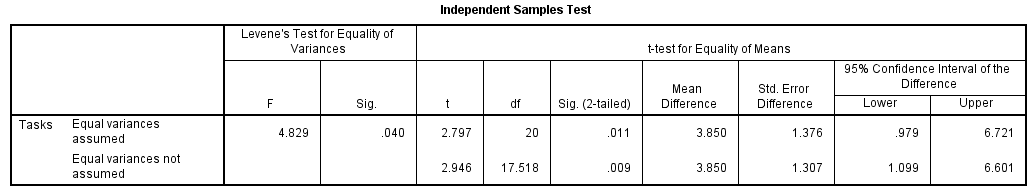 Independent Samples Test
Levene's Test for Equality of Variances
t-test for Equality of Means
F
Sig.
t
df
Sig. (2-tailed)
Mean Difference
Std. Error Difference
95% Confidence Interval of the Difference
Lower
Upper
Tasks Equal variances assumed 4.829 .040 2.797 20 .011 3.850 1.376 .979 6.721
Equal variances not assumed 2.946 17.518 .009 3.850 1.307 1.099 6.601